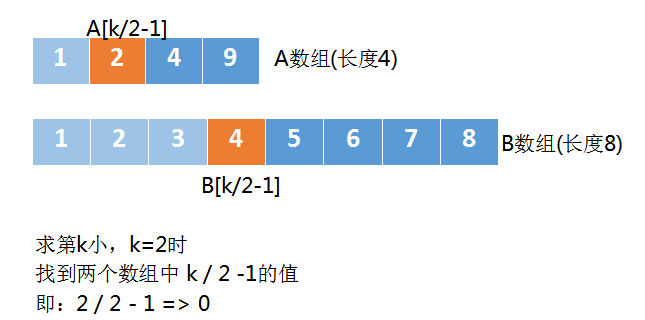 A[k/2-1]
1 2 4 9 A数组(长度4)
1 2 3 4 5 6 7 8 B数组(长度8)
B[k/2-1]
求第k小，k=2时
找到两个数组中 k / 2 -1的值
即：2 / 2 - 1 => 0